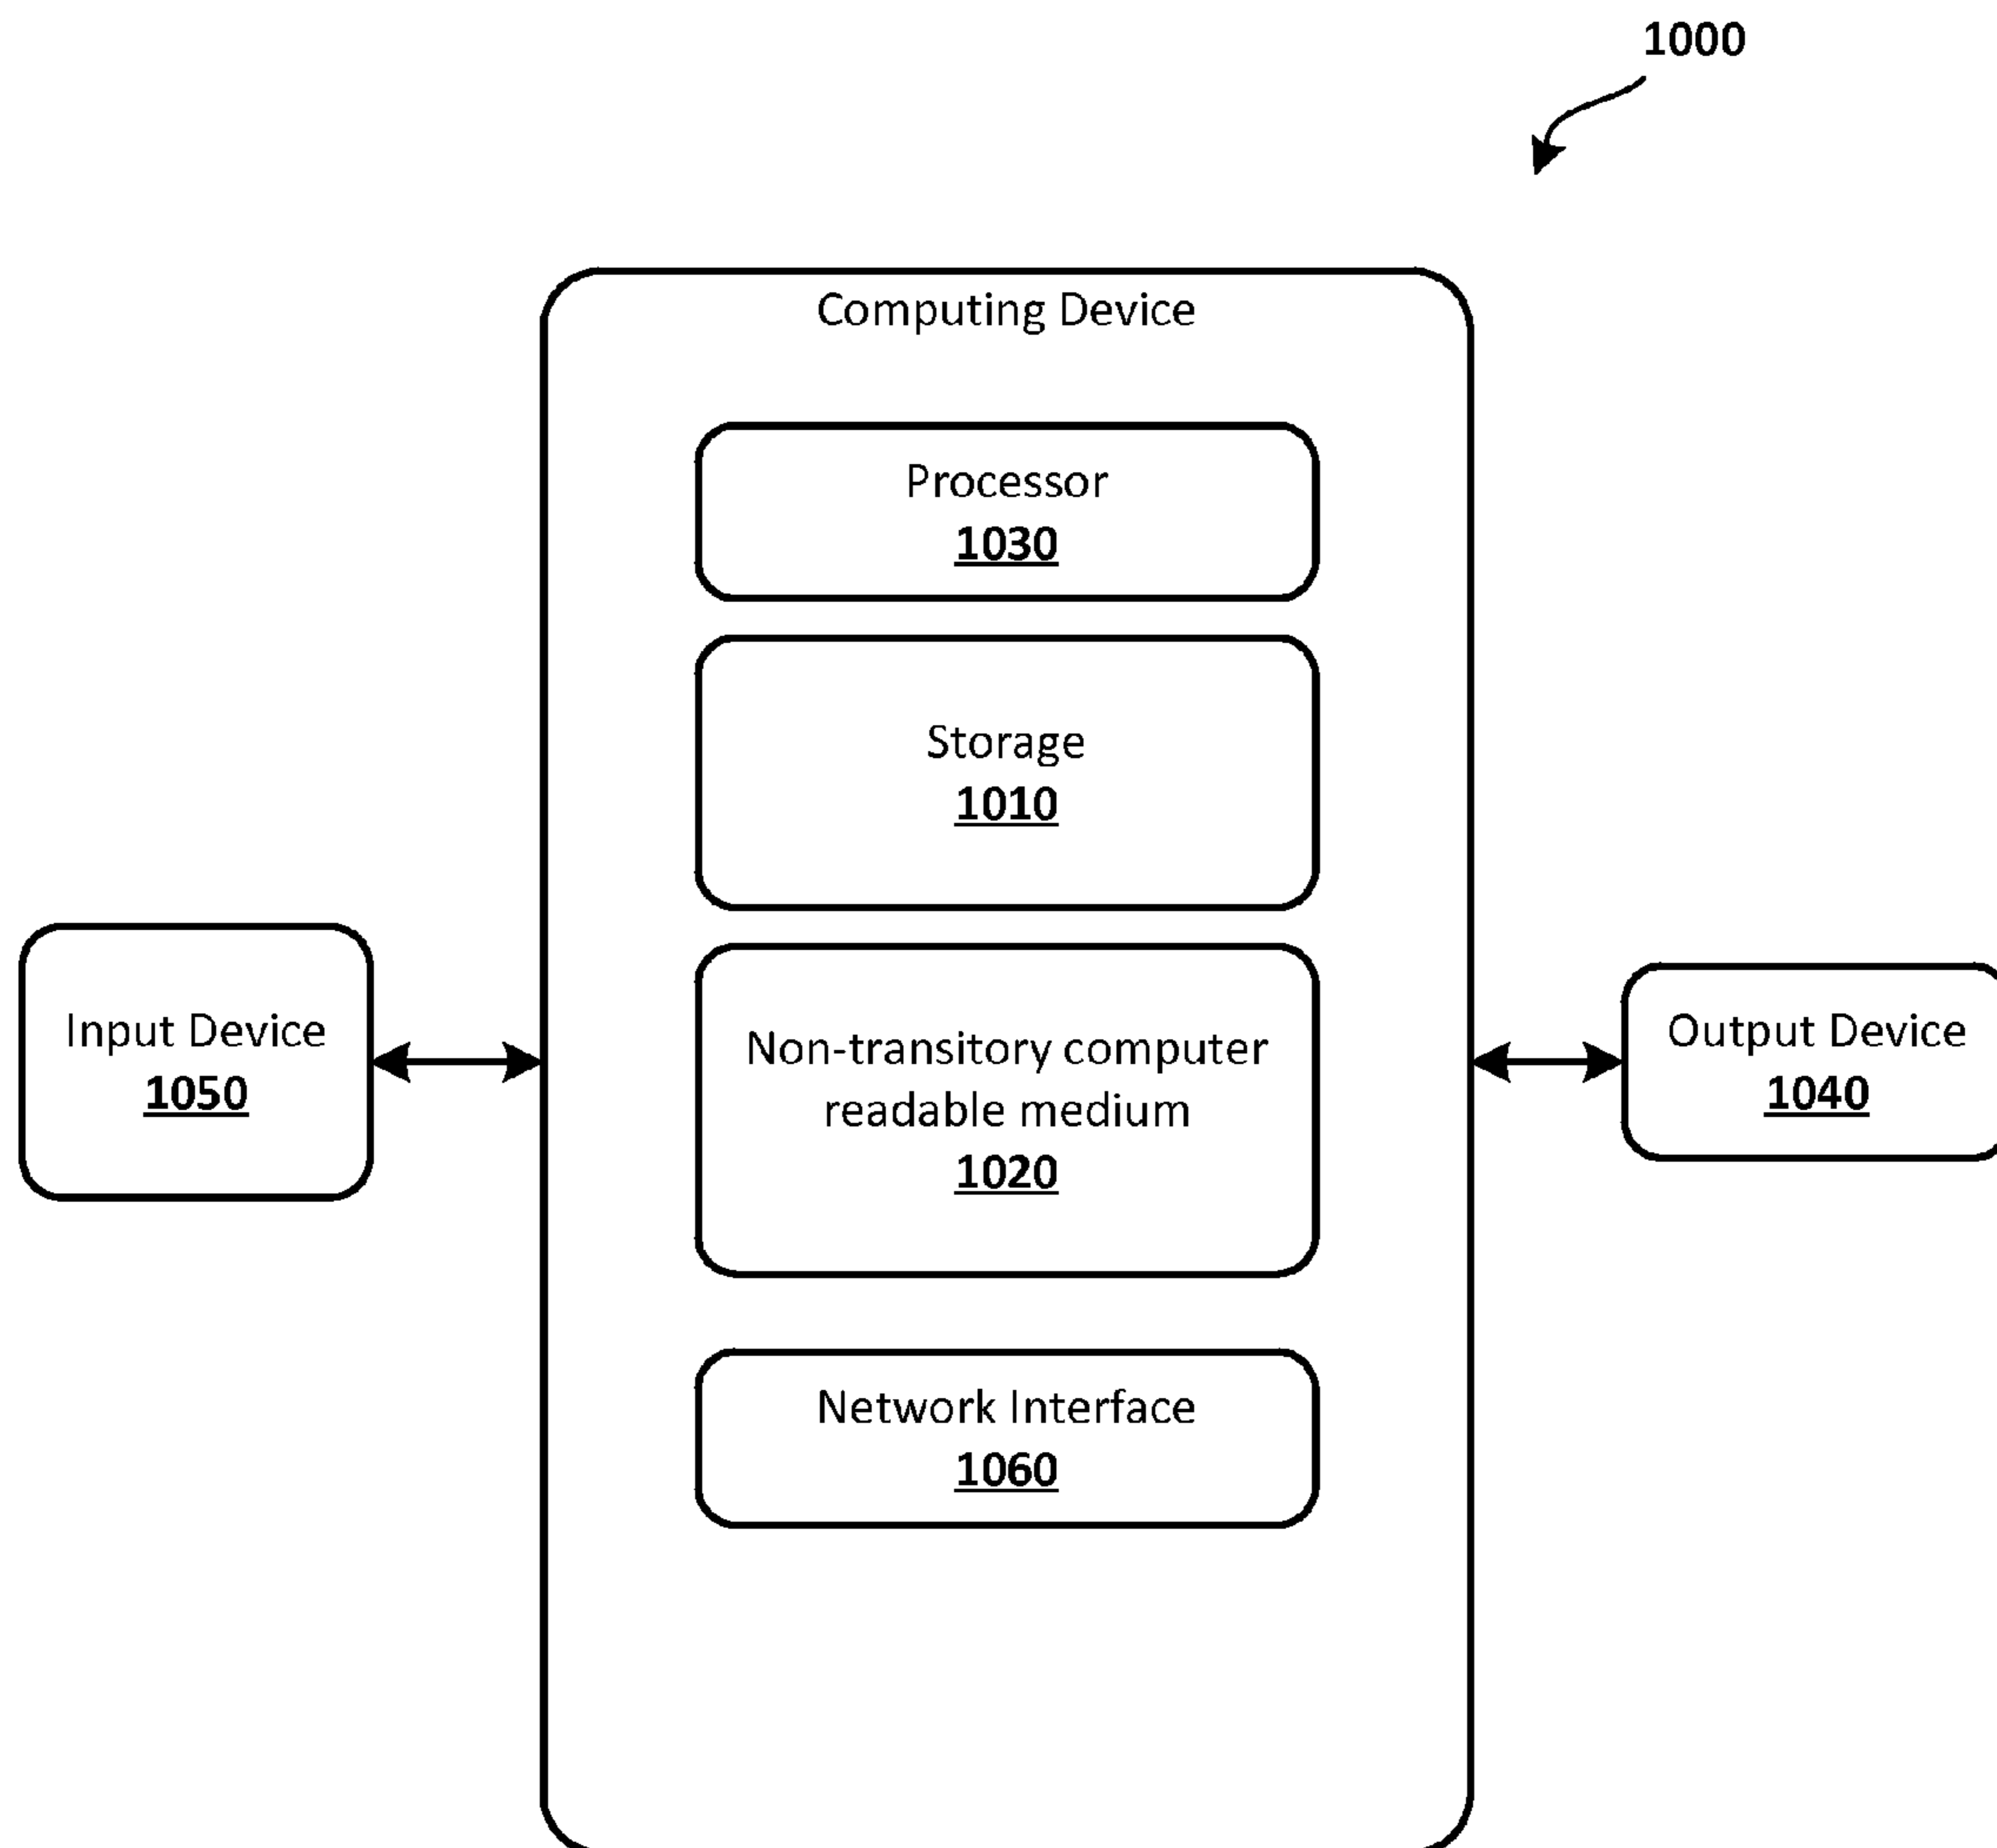 1000
Computing Device
Processor
1030
Storage
1010
Input Device
1050
Non-transitory computer
readable medium
1020
Output Device
1040
Network Interface
1060